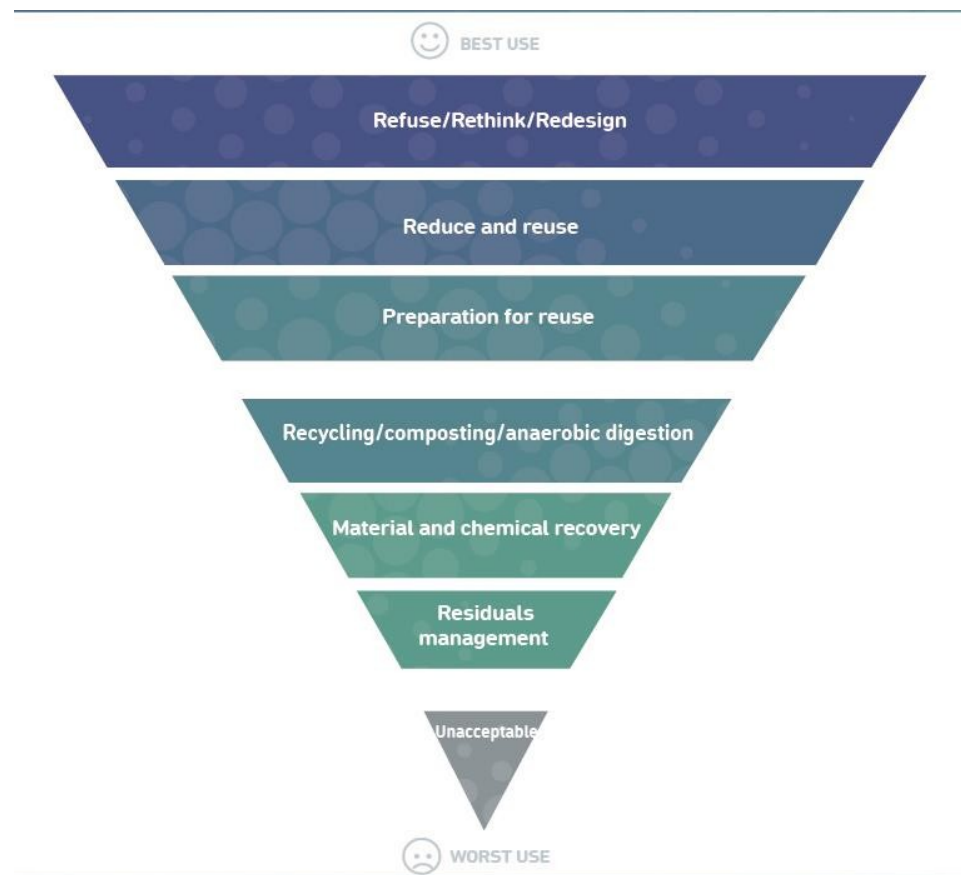 BEST USE
Refuse/Rethink/Redesign
Reduce and reuse
Preparation for reuse
Recycling/composting/anaerobic digestion
Material and chemical recovery
Residuals
management
Unacceptable
WORST USE